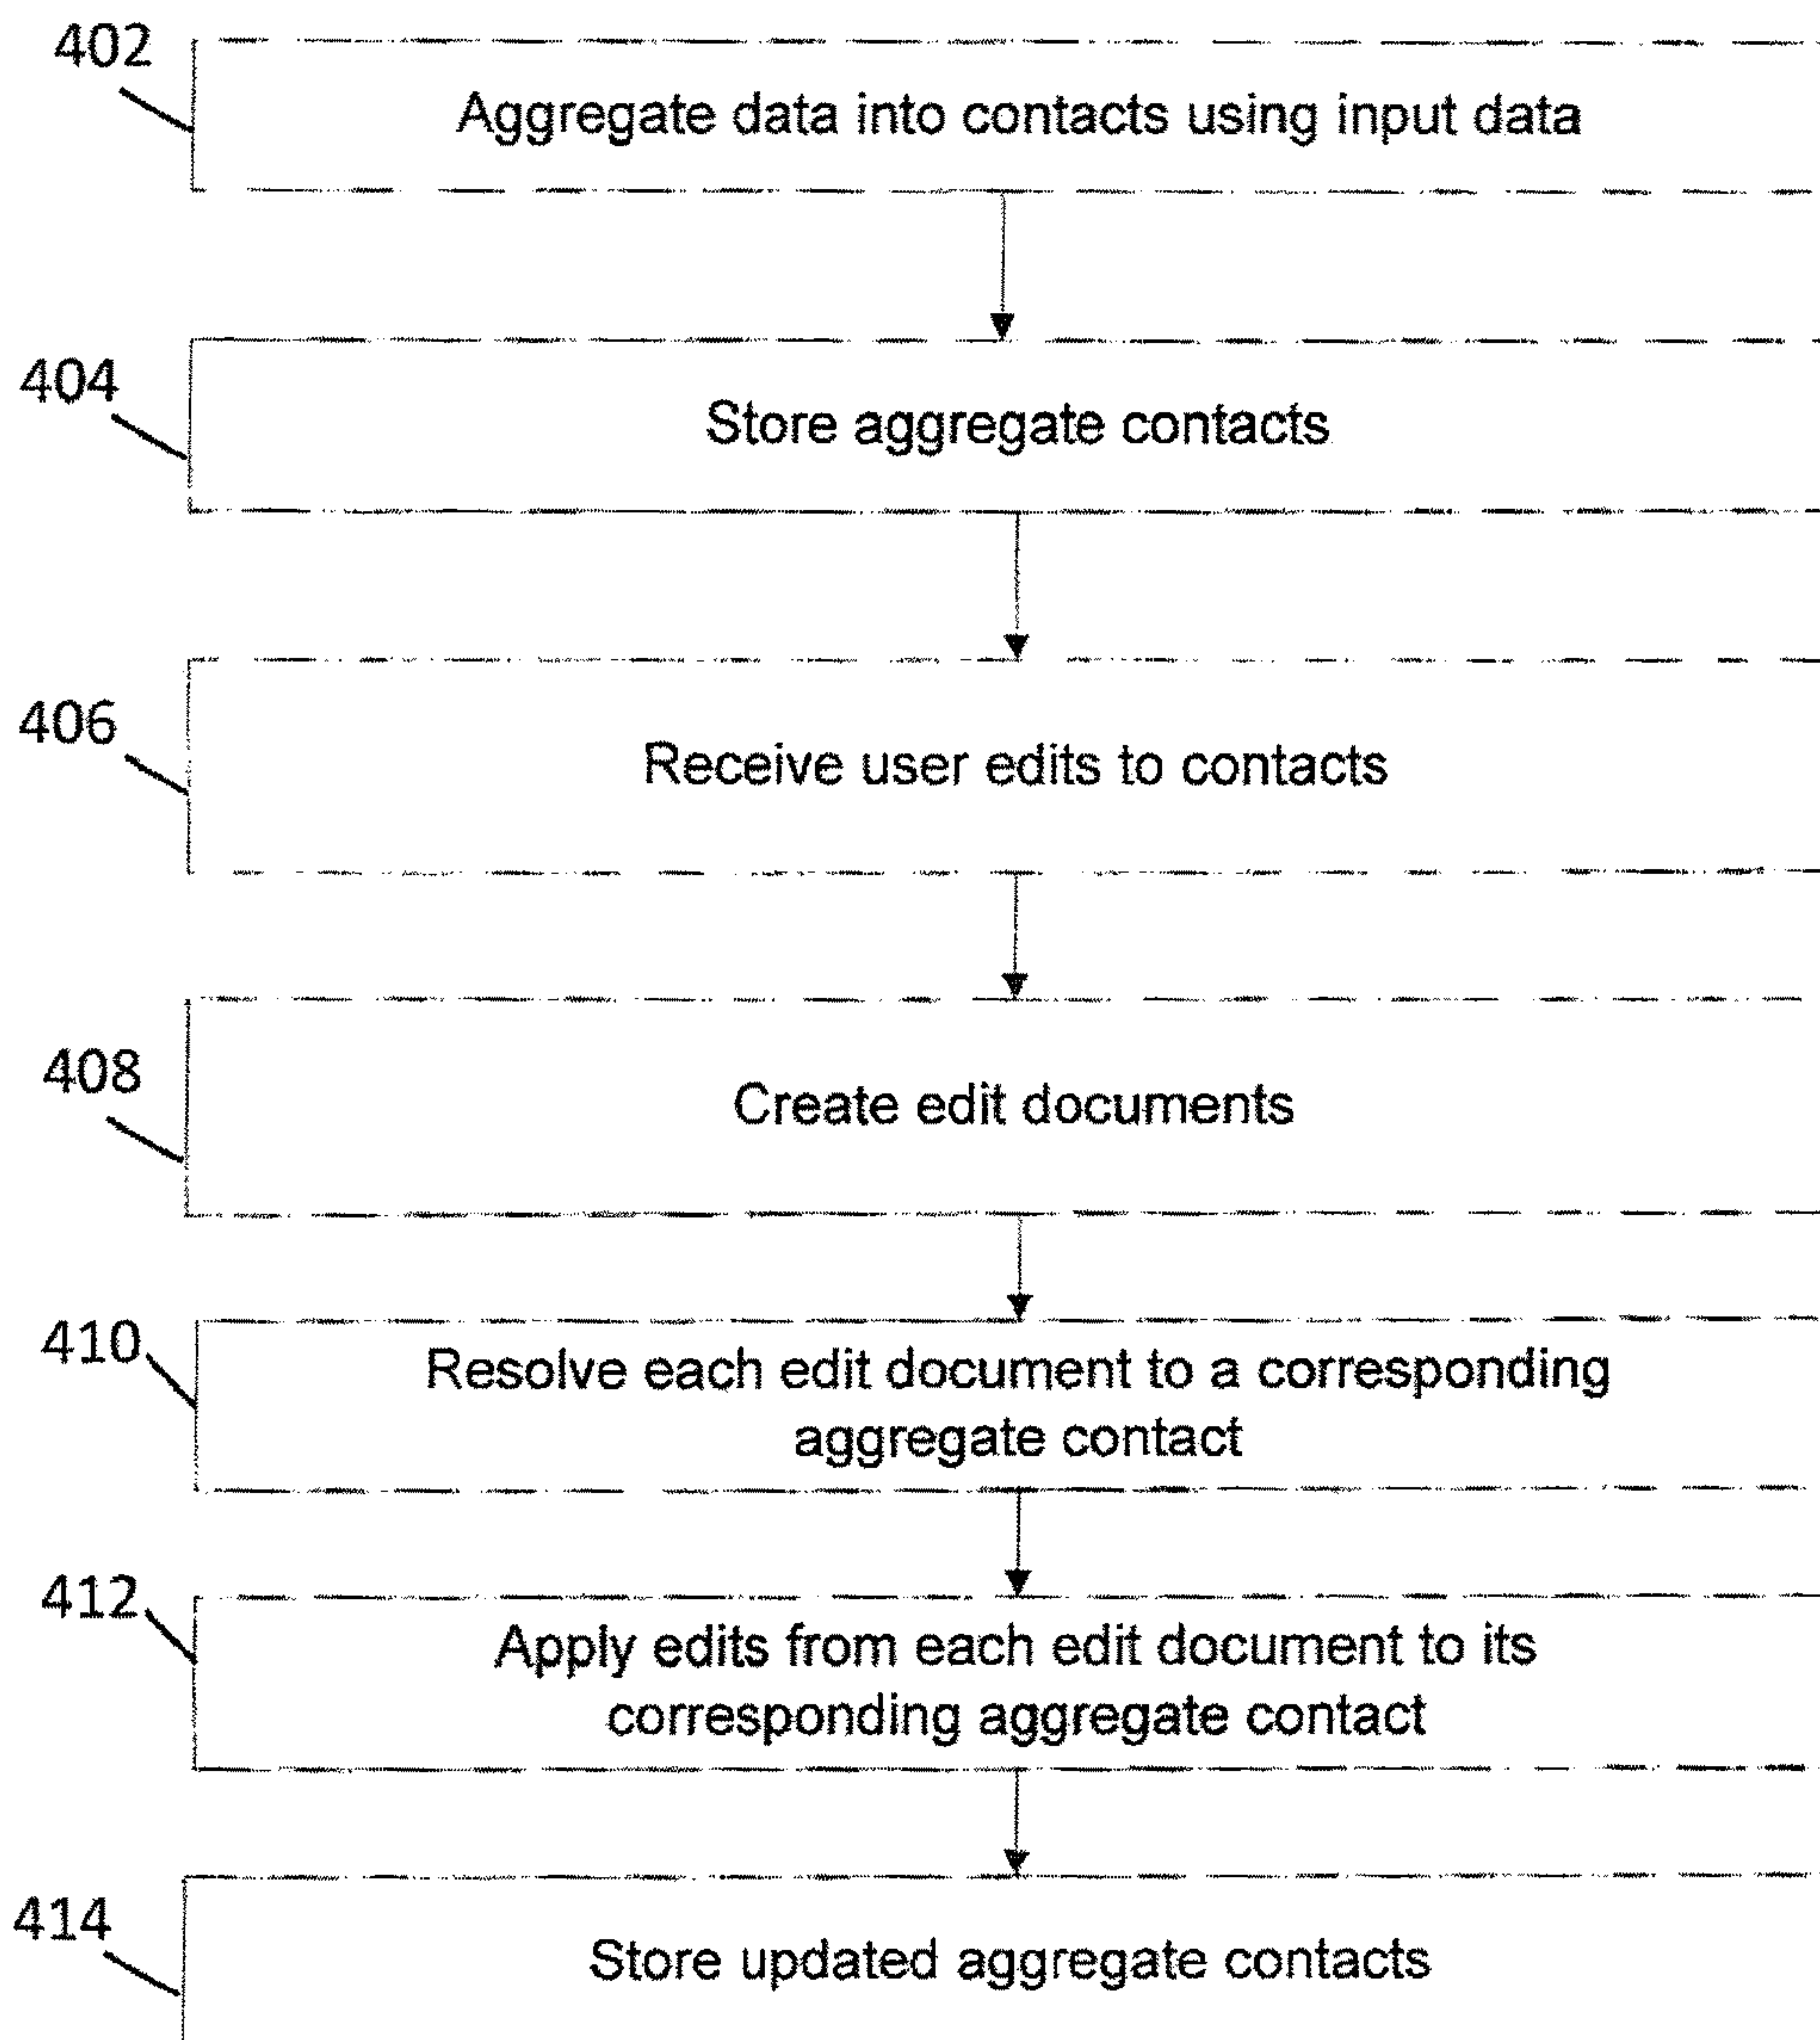 402
Aggregate data into contacts using input data
404
Store aggregate contacts
406
Receive user edits to contacts
408
Create edit documents
410
Resolve each edit document to a corresponding
aggregate contact
412
Apply edits from each edit document to its
corresponding aggregate contact
414
Store updated aggregate contacts